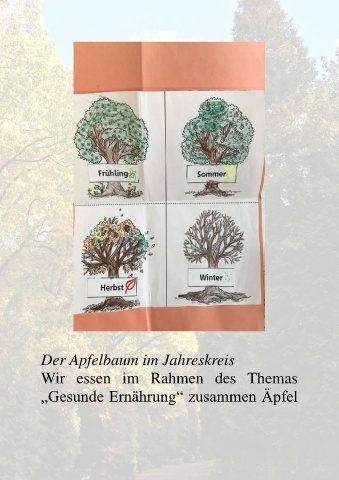 Frühling
Sommer
Herbst
Winter
Der Apfelbaum im Jahreskreis
Wir essen im Rahmen des Themas
„Gesunde Ernährung“ zusammen Äpfel